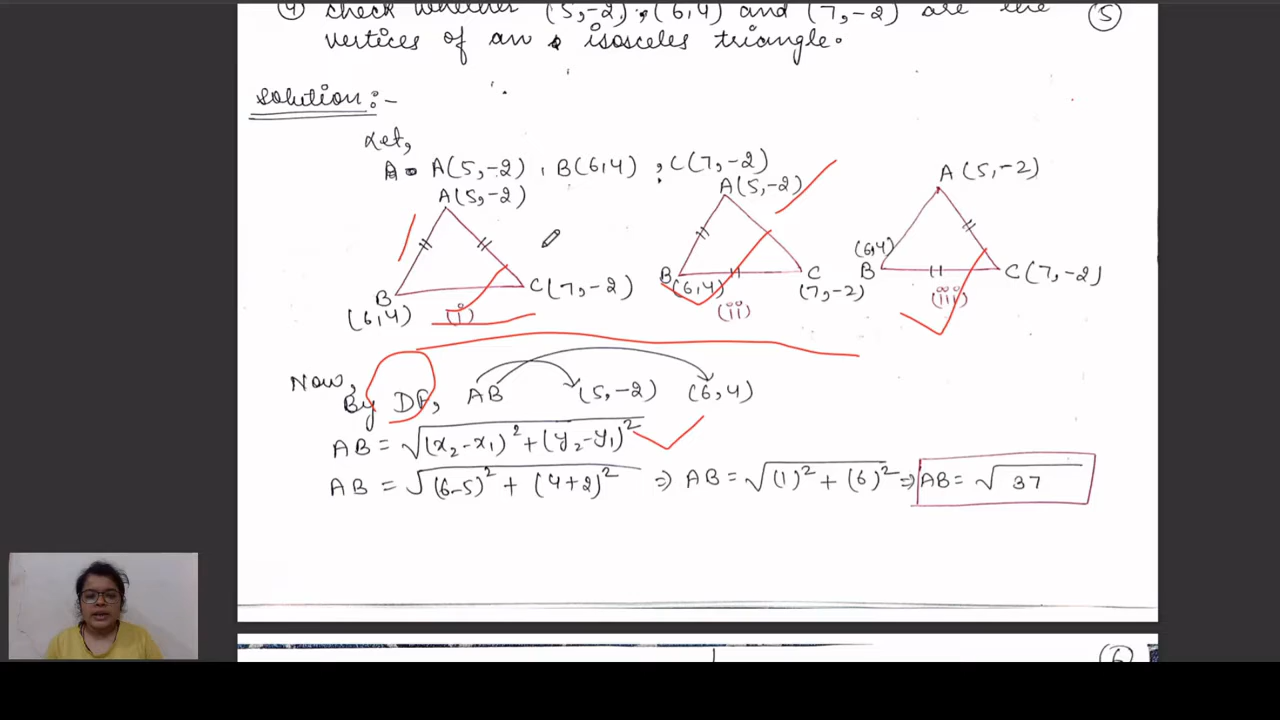 ④ check whether (5,-2), (6,4) and (7,-2) are the ⑤
vertices of an isosceles triangle.
Solution:-
Let,
A(5,-2), B(6,4), C(7,-2)
A(5,-2) A(5,-2) A(5,-2)
B C(7,-2) B C B C(7,-2)
(6,4) (6,4) (7,-2) (6,4)
(i) (ii) (iii)
Now,
By DF, AB (5,-2) (6,4)
AB = √(x₂-x₁)²+(y₂-y₁)²
AB = √(6-5)² + (4+2)² ⇒ AB = √(1)² + (6)² ⇒ AB = √37
⑥